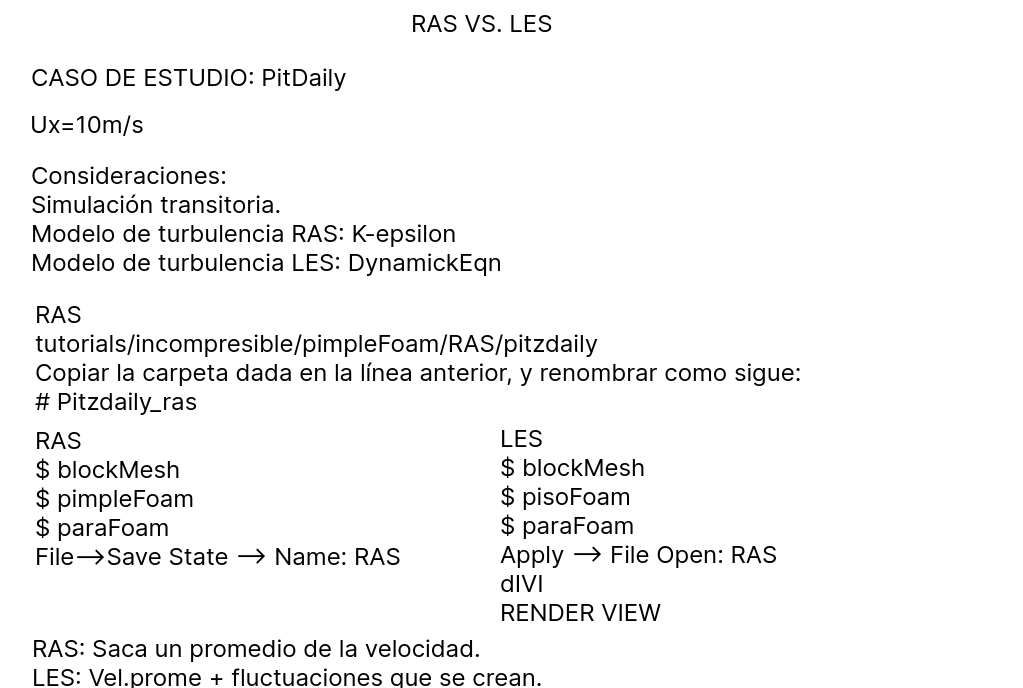 RAS VS. LES
CASO DE ESTUDIO: PitDaily
Ux=10m/s
Consideraciones:
Simulación transitoria.
Modelo de turbulencia RAS: K-epsilon
Modelo de turbulencia LES: DynamickEqn
RAS
tutorials/incompresible/pimpleFoam/RAS/pitzdaily
Copiar la carpeta dada en la línea anterior, y renombrar como sigue:
# Pitzdaily_ras
RAS
$ blockMesh
$ pimpleFoam
$ paraFoam
File-->Save State --> Name: RAS
LES
$ blockMesh
$ pisoFoam
$ paraFoam
Apply --> File Open: RAS
dIVI
RENDER VIEW
RAS: Saca un promedio de la velocidad.
LES: Vel.prome + fluctuaciones que se crean.